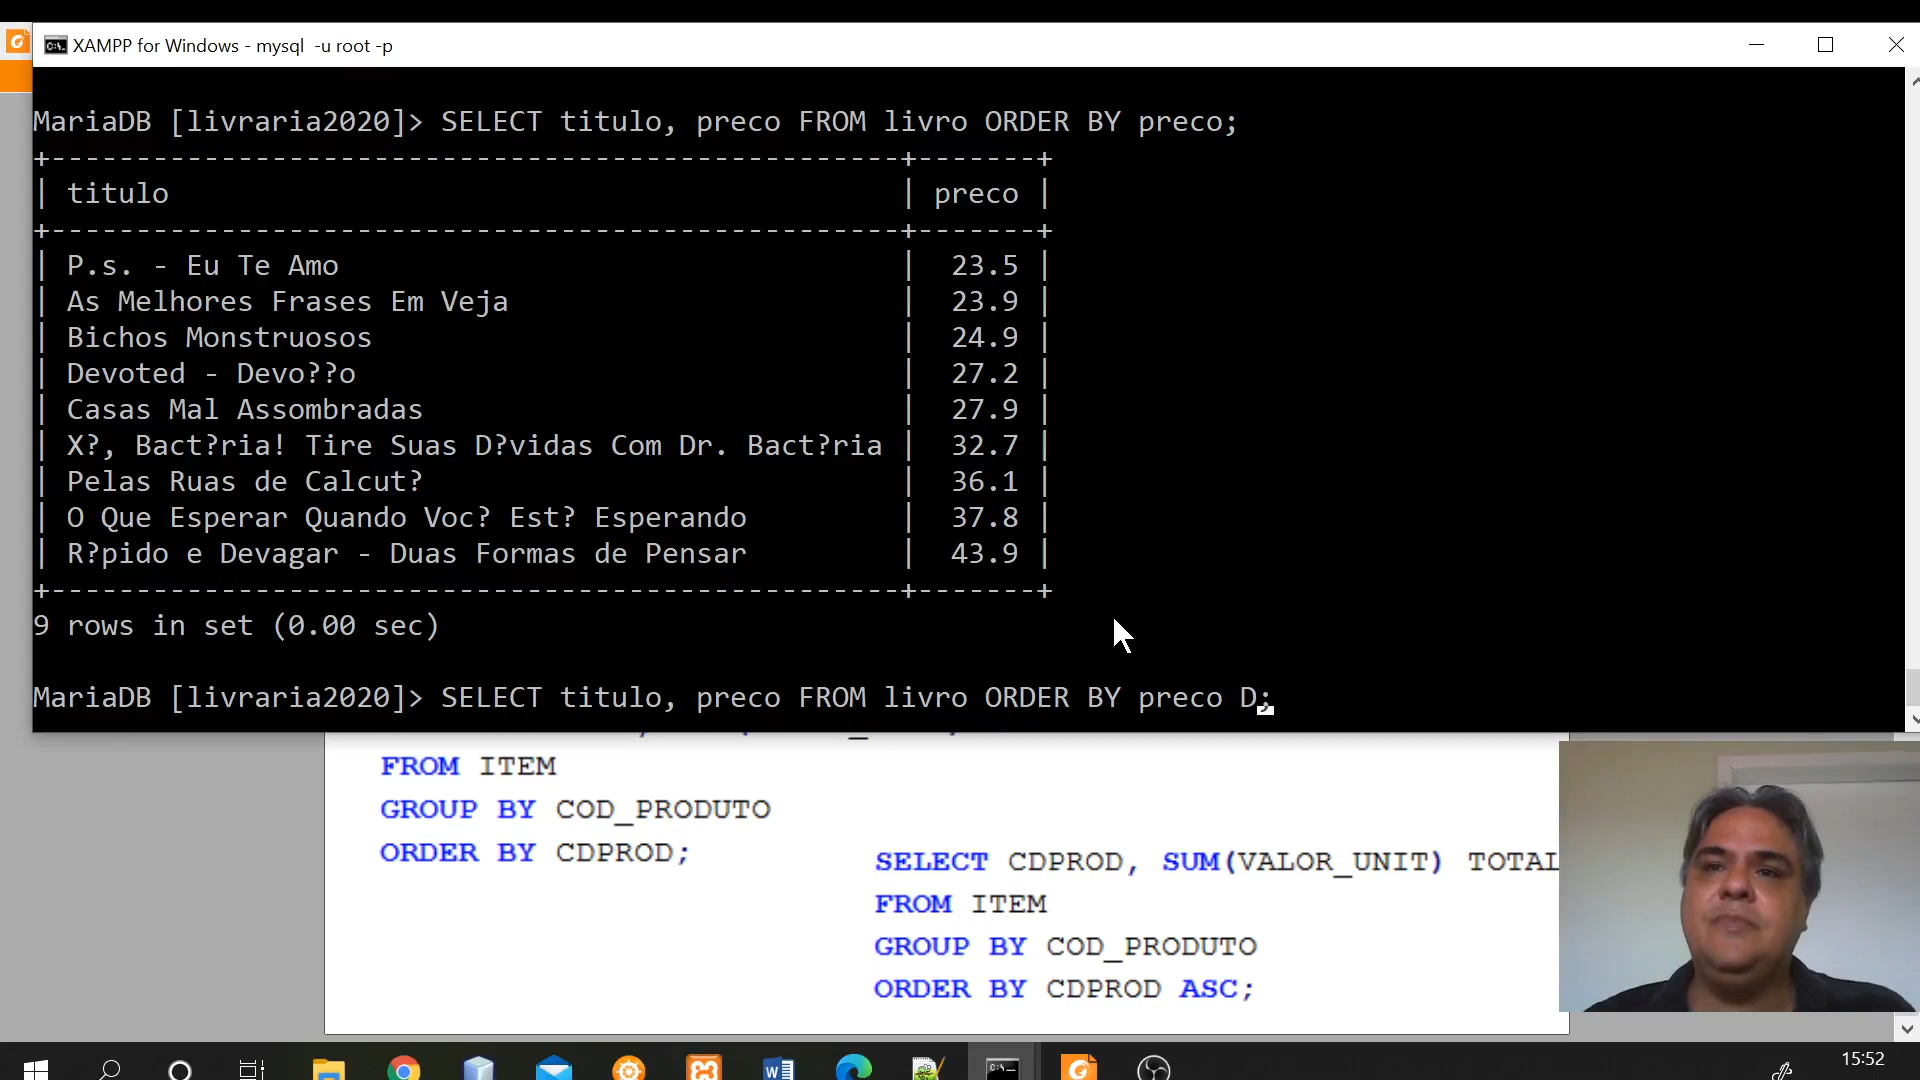 XAMPP for Windows - mysql  -u root -p
MariaDB [livraria2020]> SELECT titulo, preco FROM livro ORDER BY preco;
+--------------------------------------------------+-------+
| titulo                                           | preco |
+--------------------------------------------------+-------+
| P.s. - Eu Te Amo                                 |  23.5 |
| As Melhores Frases Em Veja                       |  23.9 |
| Bichos Monstruosos                               |  24.9 |
| Devoted - Devo??o                                |  27.2 |
| Casas Mal Assombradas                            |  27.9 |
| X?, Bact?ria! Tire Suas D?vidas Com Dr. Bact?ria |  32.7 |
| Pelas Ruas de Calcut?                            |  36.1 |
| O Que Esperar Quando Voc? Est? Esperando         |  37.8 |
| R?pido e Devagar - Duas Formas de Pensar         |  43.9 |
+--------------------------------------------------+-------+
9 rows in set (0.00 sec)
MariaDB [livraria2020]> SELECT titulo, preco FROM livro ORDER BY preco D;
FROM ITEM
GROUP BY COD_PRODUTO
ORDER BY CDPROD;
SELECT CDPROD, SUM(VALOR_UNIT) TOTAL
FROM ITEM
GROUP BY COD_PRODUTO
ORDER BY CDPROD ASC;
15:52